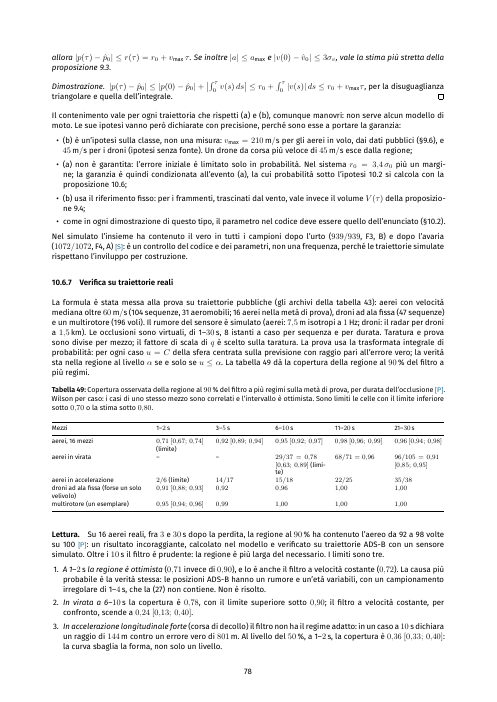 allora |p(τ) − p̂₀| ≤ r(τ) = r₀ + v_max τ. Se inoltre |a| ≤ a_max e |v(0) − v̂₀| ≤ 3σ_v, vale la stima più stretta della
proposizione 9.3.
Dimostrazione. |p(τ) − p̂₀| ≤ |p(0) − p̂₀| + |∫₀^τ v(s) ds| ≤ r₀ + ∫₀^τ |v(s)| ds ≤ r₀ + v_max τ, per la disuguaglianza
triangolare e quella dell'integrale. □
Il contenimento vale per ogni traiettoria che rispetti (a) e (b), comunque manovri: non serve alcun modello di
moto. Le sue ipotesi vanno però dichiarate con precisione, perché sono esse a portare la garanzia:
• (b) è un'ipotesi sulla classe, non una misura: v_max = 210 m/s per gli aerei in volo, dai dati pubblici (§9.6), e
45 m/s per i droni (ipotesi senza fonte). Un drone da corsa più veloce di 45 m/s esce dalla regione;
• (a) non è garantita: l'errore iniziale è limitato solo in probabilità. Nel sistema r₀ = 3,4 σ₀ più un margi-
ne; la garanzia è quindi condizionata all'evento (a), la cui probabilità sotto l'ipotesi 10.2 si calcola con la
proposizione 10.6;
• (b) usa il riferimento fisso: per i frammenti, trascinati dal vento, vale invece il volume V(τ) della proposizio-
ne 9.4;
• come in ogni dimostrazione di questo tipo, il parametro nel codice deve essere quello dell'enunciato (§10.2).
Nel simulatore l'insieme ha contenuto il vero in tutti i campioni dopo l'urto (939/939, F3, B) e dopo l'avaria
(1072/1072, F4, A) [S]: è un controllo del codice e dei parametri, non una frequenza, perché le traiettorie simulate
rispettano l'inviluppo per costruzione.
10.6.7 Verifica su traiettorie reali
La formula è stata messa alla prova su traiettorie pubbliche (gli archivi della tabella 43): aerei con velocità
mediana oltre 60 m/s (104 sequenze, 31 aeromobili; 16 aerei nella metà di prova), droni ad ala fissa (47 sequenze)
e un multirotore (196 voli). Il rumore del sensore è simulato (aerei: 7,5 m isotropi a 1 Hz; droni: il radar per droni
a 1,5 km). Le occlusioni sono virtuali, di 1–30 s, 8 istanti a caso per sequenza e per durata. Taratura e prova
sono divise per mezzo; il fattore di scala di q è scelto sulla taratura. La prova usa la trasformata integrale di
probabilità: per ogni caso u = C della sfera centrata sulla previsione con raggio pari all'errore vero; la verità
sta nella regione al livello α se e solo se u ≤ α. La tabella 49 dà la copertura della regione al 90 % del filtro a
più regimi.
Tabella 49: Copertura osservata della regione al 90 % del filtro a più regimi sulla metà di prova, per durata dell'occlusione [P].
Wilson per caso: i casi di uno stesso mezzo sono correlati e l'intervallo è ottimista. Sono limiti le celle con il limite inferiore
sotto 0,70 o la stima sotto 0,80.
Mezzi 1–2 s 3–5 s 6–10 s 11–20 s 21–30 s
aerei, 16 mezzi 0,71 [0,67; 0,74] 0,92 [0,89; 0,94] 0,95 [0,92; 0,97] 0,98 [0,96; 0,99] 0,96 [0,94; 0,98]
(limite)
aerei in virata – – 29/37 = 0,78 68/71 = 0,96 96/105 = 0,91
[0,63; 0,89] (limi- [0,85; 0,95]
te)
aerei in accelerazione 2/6 (limite) 14/17 15/18 22/25 35/38
droni ad ala fissa (forse un solo 0,91 [0,88; 0,93] 0,92 0,96 1,00 1,00
velivolo)
multirotore (un esemplare) 0,95 [0,94; 0,96] 0,99 1,00 1,00 1,00
Lettura. Su 16 aerei reali, fra 3 e 30 s dopo la perdita, la regione al 90 % ha contenuto l'aereo da 92 a 98 volte
su 100 [P]: un risultato incoraggiante, calcolato nel modello e verificato su traiettorie ADS-B con un sensore
simulato. Oltre i 10 s il filtro è prudente: la regione è più larga del necessario. I limiti sono tre.
1. A 1–2 s la regione è ottimista (0,71 invece di 0,90), e lo è anche il filtro a velocità costante (0,72). La causa più
probabile è la verità stessa: le posizioni ADS-B hanno un rumore e un'età variabili, con un campionamento
irregolare di 1–4 s, che la (27) non contiene. Non è risolto.
2. In virata a 6–10 s la copertura è 0,78, con il limite superiore sotto 0,90; il filtro a velocità costante, per
confronto, scende a 0,24 [0,13; 0,40].
3. In accelerazione longitudinale forte (corsa di decollo) il filtro non ha il regime adatto: in un caso a 10 s dichiara
un raggio di 144 m contro un errore vero di 801 m. Al livello del 50 %, a 1–2 s, la copertura è 0,36 [0,33; 0,40]:
la curva sbaglia la forma, non solo un livello.
78